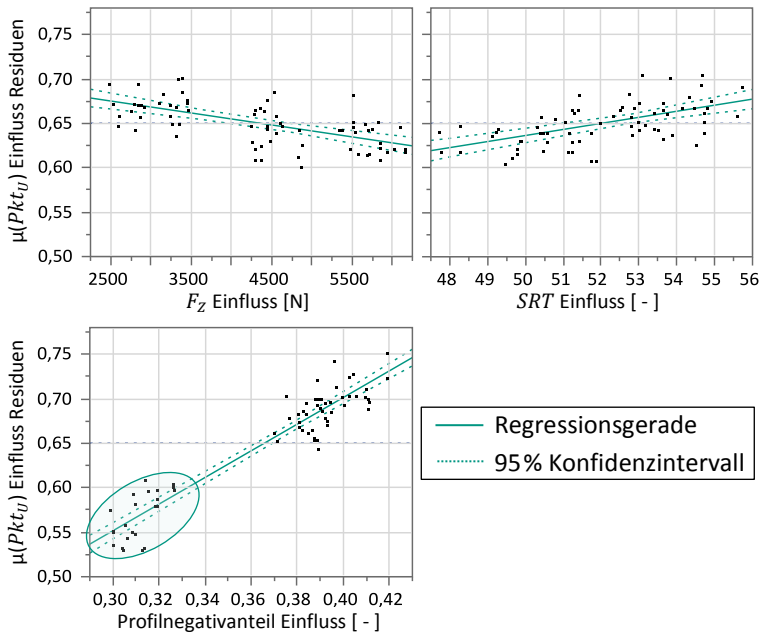 0,75
0,70
0,65
0,60
0,55
0,50
μ(Pkt_U) Einfluss Residuen
2500 3500 4500 5500
F_Z Einfluss [N]
48 49 50 51 52 53 54 55 56
SRT Einfluss [ - ]
0,75
0,70
0,65
0,60
0,55
0,50
μ(Pkt_U) Einfluss Residuen
0,30 0,32 0,34 0,36 0,38 0,40 0,42
Profilnegativanteil Einfluss [ - ]
Regressionsgerade
95% Konfidenzintervall